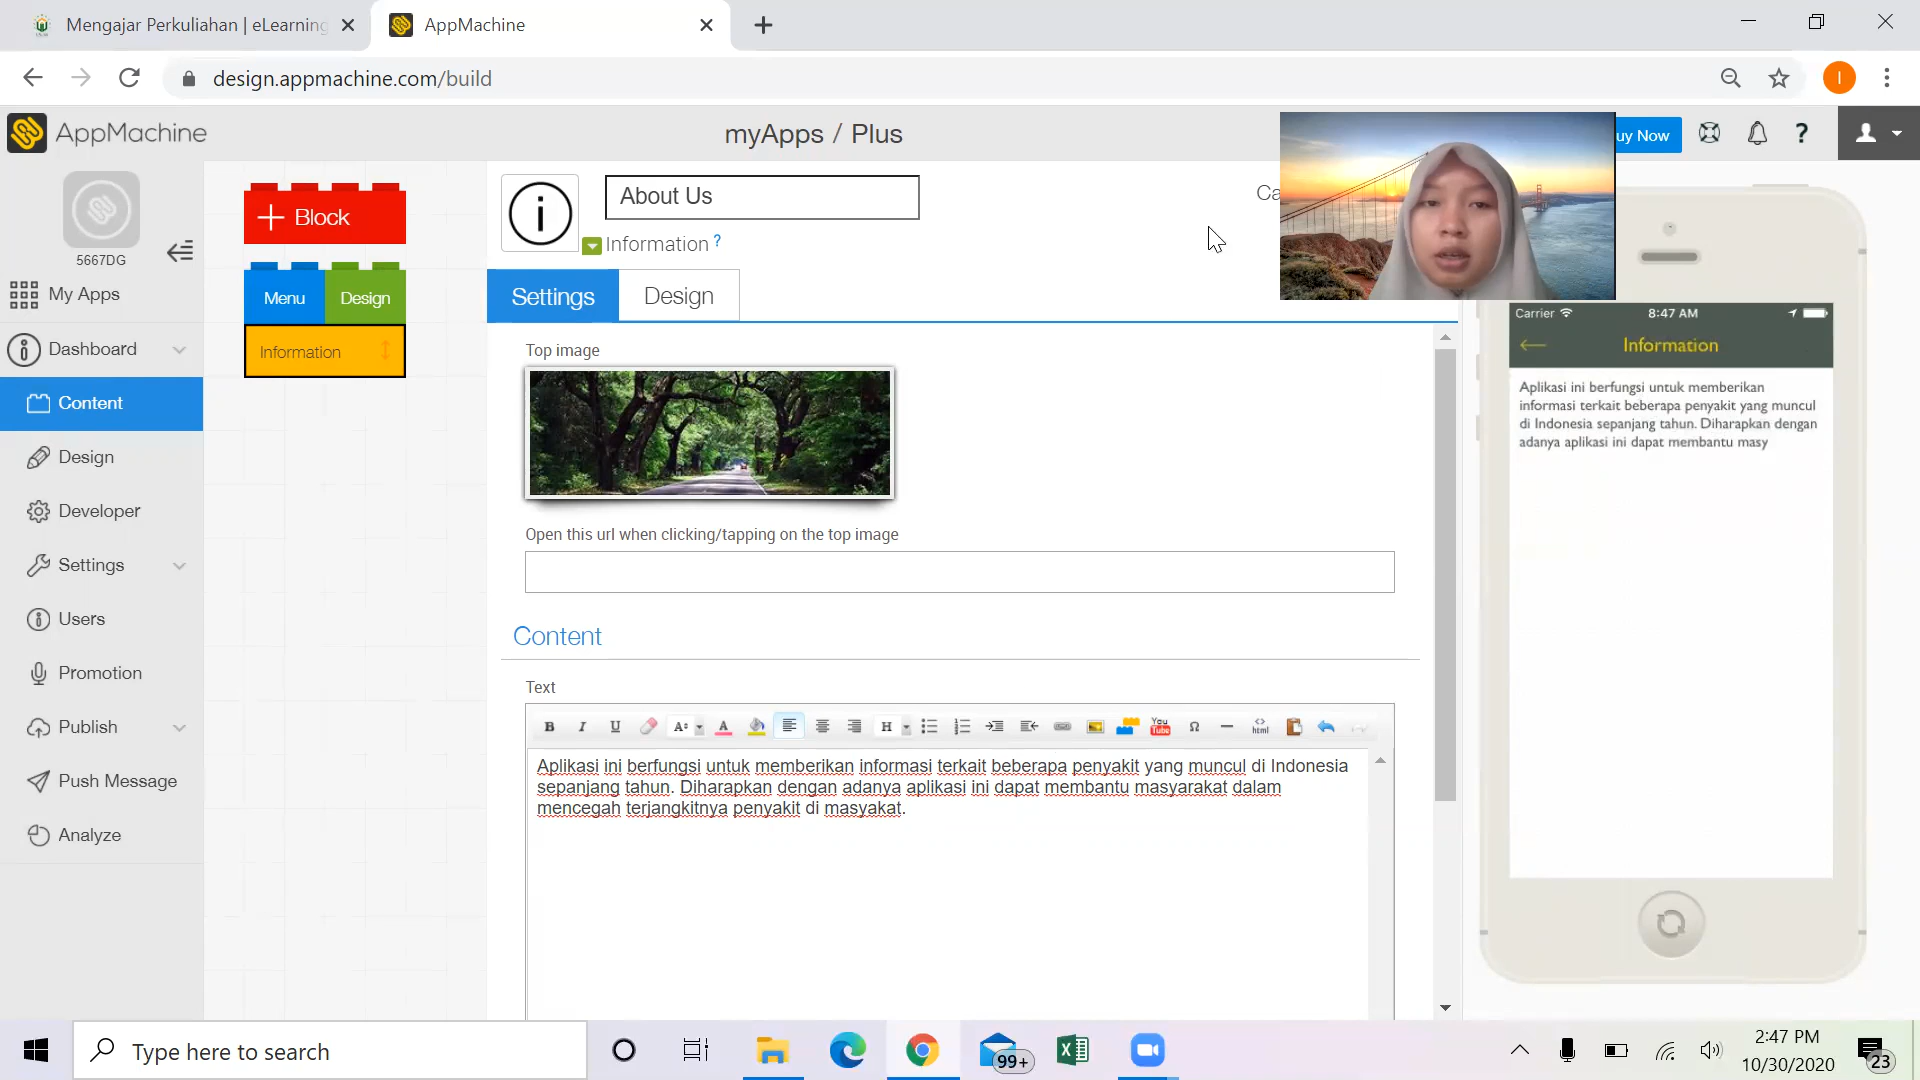 Mengajar Perkuliahan | eLearning
AppMachine
design.appmachine.com/build
I
AppMachine
myApps / Plus
uy Now
?
5667DG
My Apps
Dashboard
Content
Design
Developer
Settings
Users
Promotion
Publish
Push Message
Analyze
+ Block
Menu
Design
Information
About Us
Information ?
Ca
Settings
Design
Top image
Open this url when clicking/tapping on the top image
Content
Text
B I U A A H You Tube Ω html
Aplikasi ini berfungsi untuk memberikan informasi terkait beberapa penyakit yang muncul di Indonesia
sepanjang tahun. Diharapkan dengan adanya aplikasi ini dapat membantu masyarakat dalam
mencegah terjangkitnya penyakit di masyakat.
Carrier 8:47 AM
Information
Aplikasi ini berfungsi untuk memberikan
informasi terkait beberapa penyakit yang muncul
di Indonesia sepanjang tahun. Diharapkan dengan
adanya aplikasi ini dapat membantu masy
Type here to search
99+
2:47 PM
10/30/2020
23